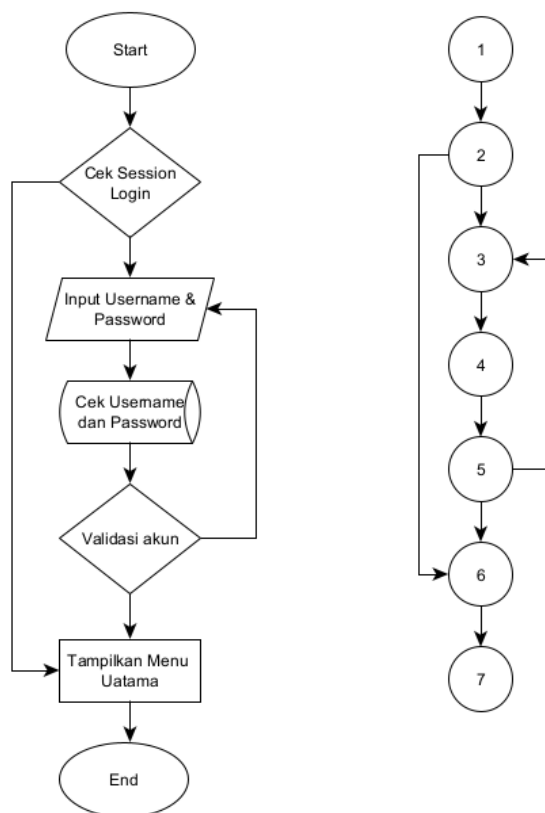 Start
Cek Session
Login
Input Username &
Password
Cek Username
dan Password
Validasi akun
Tampilkan Menu
Uatama
End
1
2
3
4
5
6
7